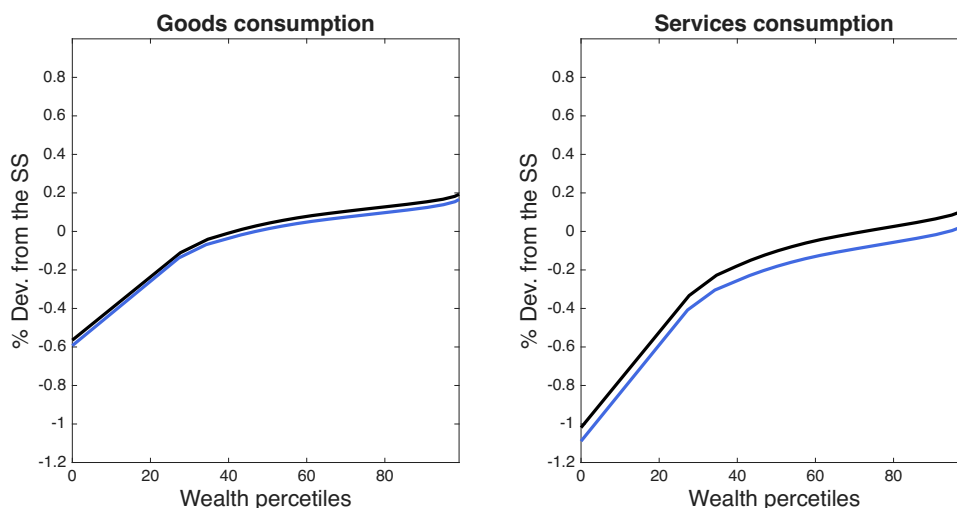 Goods consumption
% Dev. from the SS
0.8
0.6
0.4
0.2
0
-0.2
-0.4
-0.6
-0.8
-1
-1.2
0 20 40 60 80
Wealth percetiles
Services consumption
% Dev. from the SS
0.8
0.6
0.4
0.2
0
-0.2
-0.4
-0.6
-0.8
-1
-1.2
0 20 40 60 80
Wealth percetiles